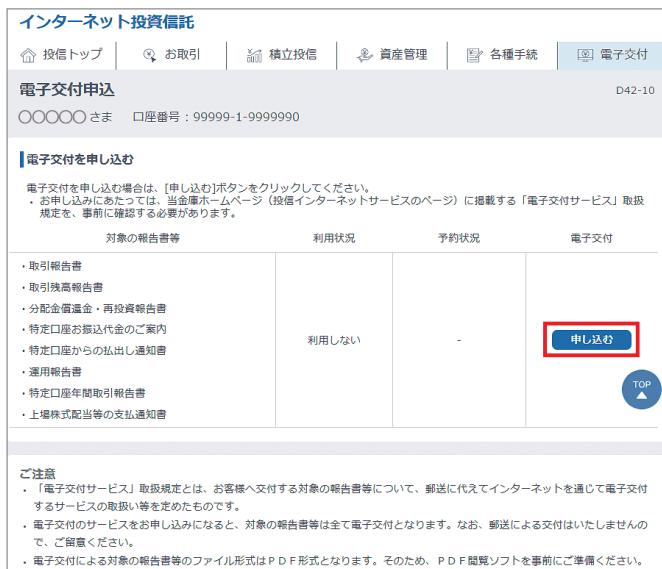 インターネット投資信託
投信トップ お取引 積立投信 資産管理 各種手続 電子交付
電子交付申込 D42-10
〇〇〇〇〇さま 口座番号：99999-1-9999990
電子交付を申し込む
電子交付を申し込む場合は、[申し込む]ボタンをクリックしてください。
・お申し込みにあたっては、当金庫ホームページ（投信インターネットサービスのページ）に掲載する「電子交付サービス」取扱
規定を、事前に確認する必要があります。
対象の報告書等 利用状況 予約状況 電子交付
・取引報告書
・取引残高報告書
・分配金償還金・再投資報告書
・特定口座お振込代金のご案内
・特定口座からの払出し通知書
・運用報告書
・特定口座年間取引報告書
・上場株式配当等の支払通知書
利用しない - 申し込む
TOP
ご注意
・「電子交付サービス」取扱規定とは、お客様へ交付する対象の報告書等について、郵送に代えてインターネットを通じて電子交付
するサービスの取扱い等を定めたものです。
・電子交付のサービスをお申し込みになると、対象の報告書等は全て電子交付となります。なお、郵送による交付はいたしませんの
で、ご留意ください。
・電子交付による対象の報告書等のファイル形式はＰＤＦ形式となります。そのため、ＰＤＦ閲覧ソフトを事前にご準備ください。